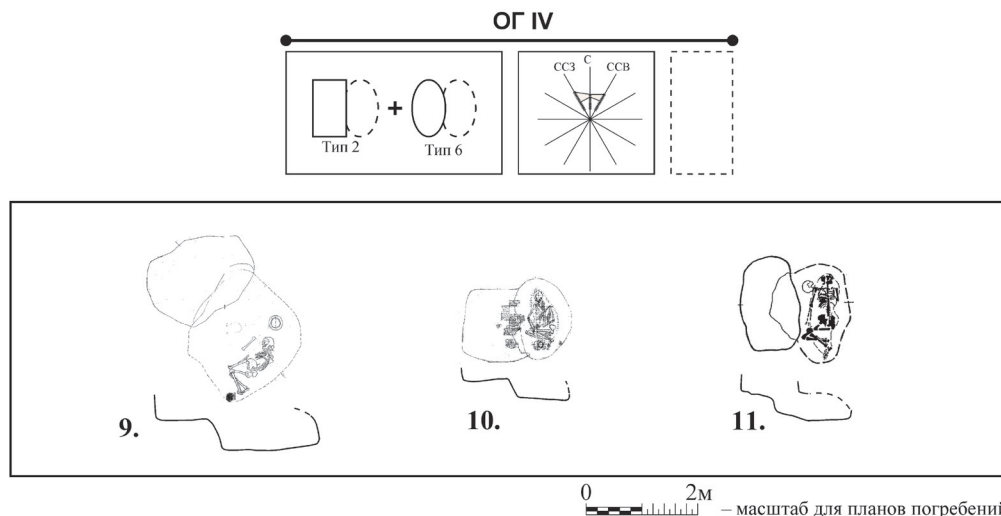 ОГ IV
С
ССЗ ССВ
+
Тип 2 Тип 6
9. 10. 11.
0 2м
– масштаб для планов погребений